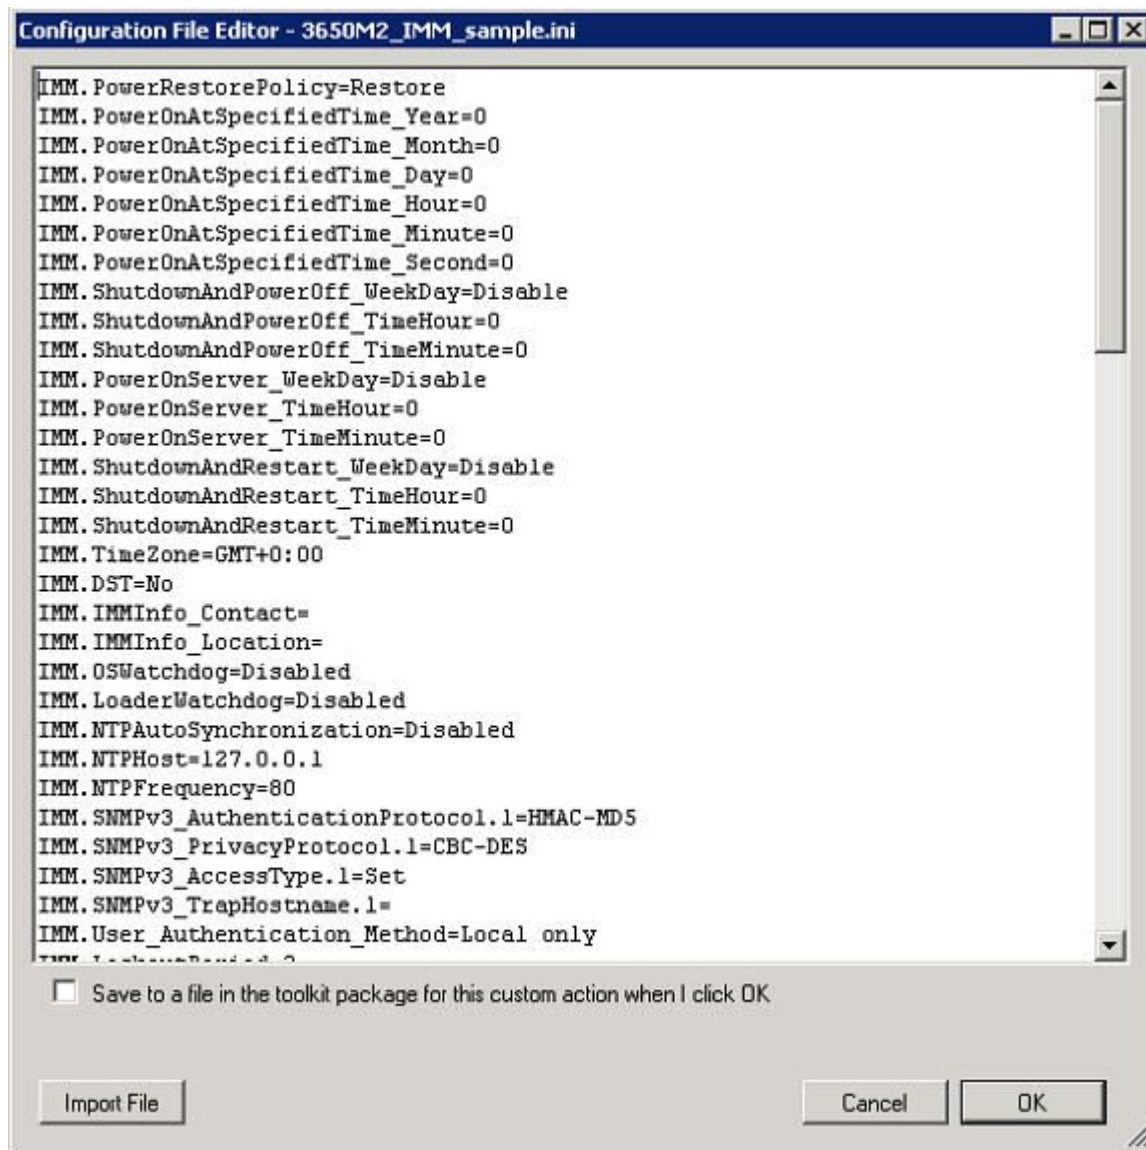 Configuration File Editor - 3650M2_IMM_sample.ini
IMM.PowerRestorePolicy=Restore
IMM.PowerOnAtSpecifiedTime_Year=0
IMM.PowerOnAtSpecifiedTime_Month=0
IMM.PowerOnAtSpecifiedTime_Day=0
IMM.PowerOnAtSpecifiedTime_Hour=0
IMM.PowerOnAtSpecifiedTime_Minute=0
IMM.PowerOnAtSpecifiedTime_Second=0
IMM.ShutdownAndPowerOff_WeekDay=Disable
IMM.ShutdownAndPowerOff_TimeHour=0
IMM.ShutdownAndPowerOff_TimeMinute=0
IMM.PowerOnServer_WeekDay=Disable
IMM.PowerOnServer_TimeHour=0
IMM.PowerOnServer_TimeMinute=0
IMM.ShutdownAndRestart_WeekDay=Disable
IMM.ShutdownAndRestart_TimeHour=0
IMM.ShutdownAndRestart_TimeMinute=0
IMM.TimeZone=GMT+0:00
IMM.DST=No
IMM.IMMInfo_Contact=
IMM.IMMInfo_Location=
IMM.OSWatchdog=Disabled
IMM.LoaderWatchdog=Disabled
IMM.NTPAutoSynchronization=Disabled
IMM.NTPHost=127.0.0.1
IMM.NTPFrequency=80
IMM.SNMPv3_AuthenticationProtocol.1=HMAC-MD5
IMM.SNMPv3_PrivacyProtocol.1=CBC-DES
IMM.SNMPv3_AccessType.1=Set
IMM.SNMPv3_TrapHostname.1=
IMM.User_Authentication_Method=Local only
Save to a file in the toolkit package for this custom action when I click OK
Import File
Cancel
OK